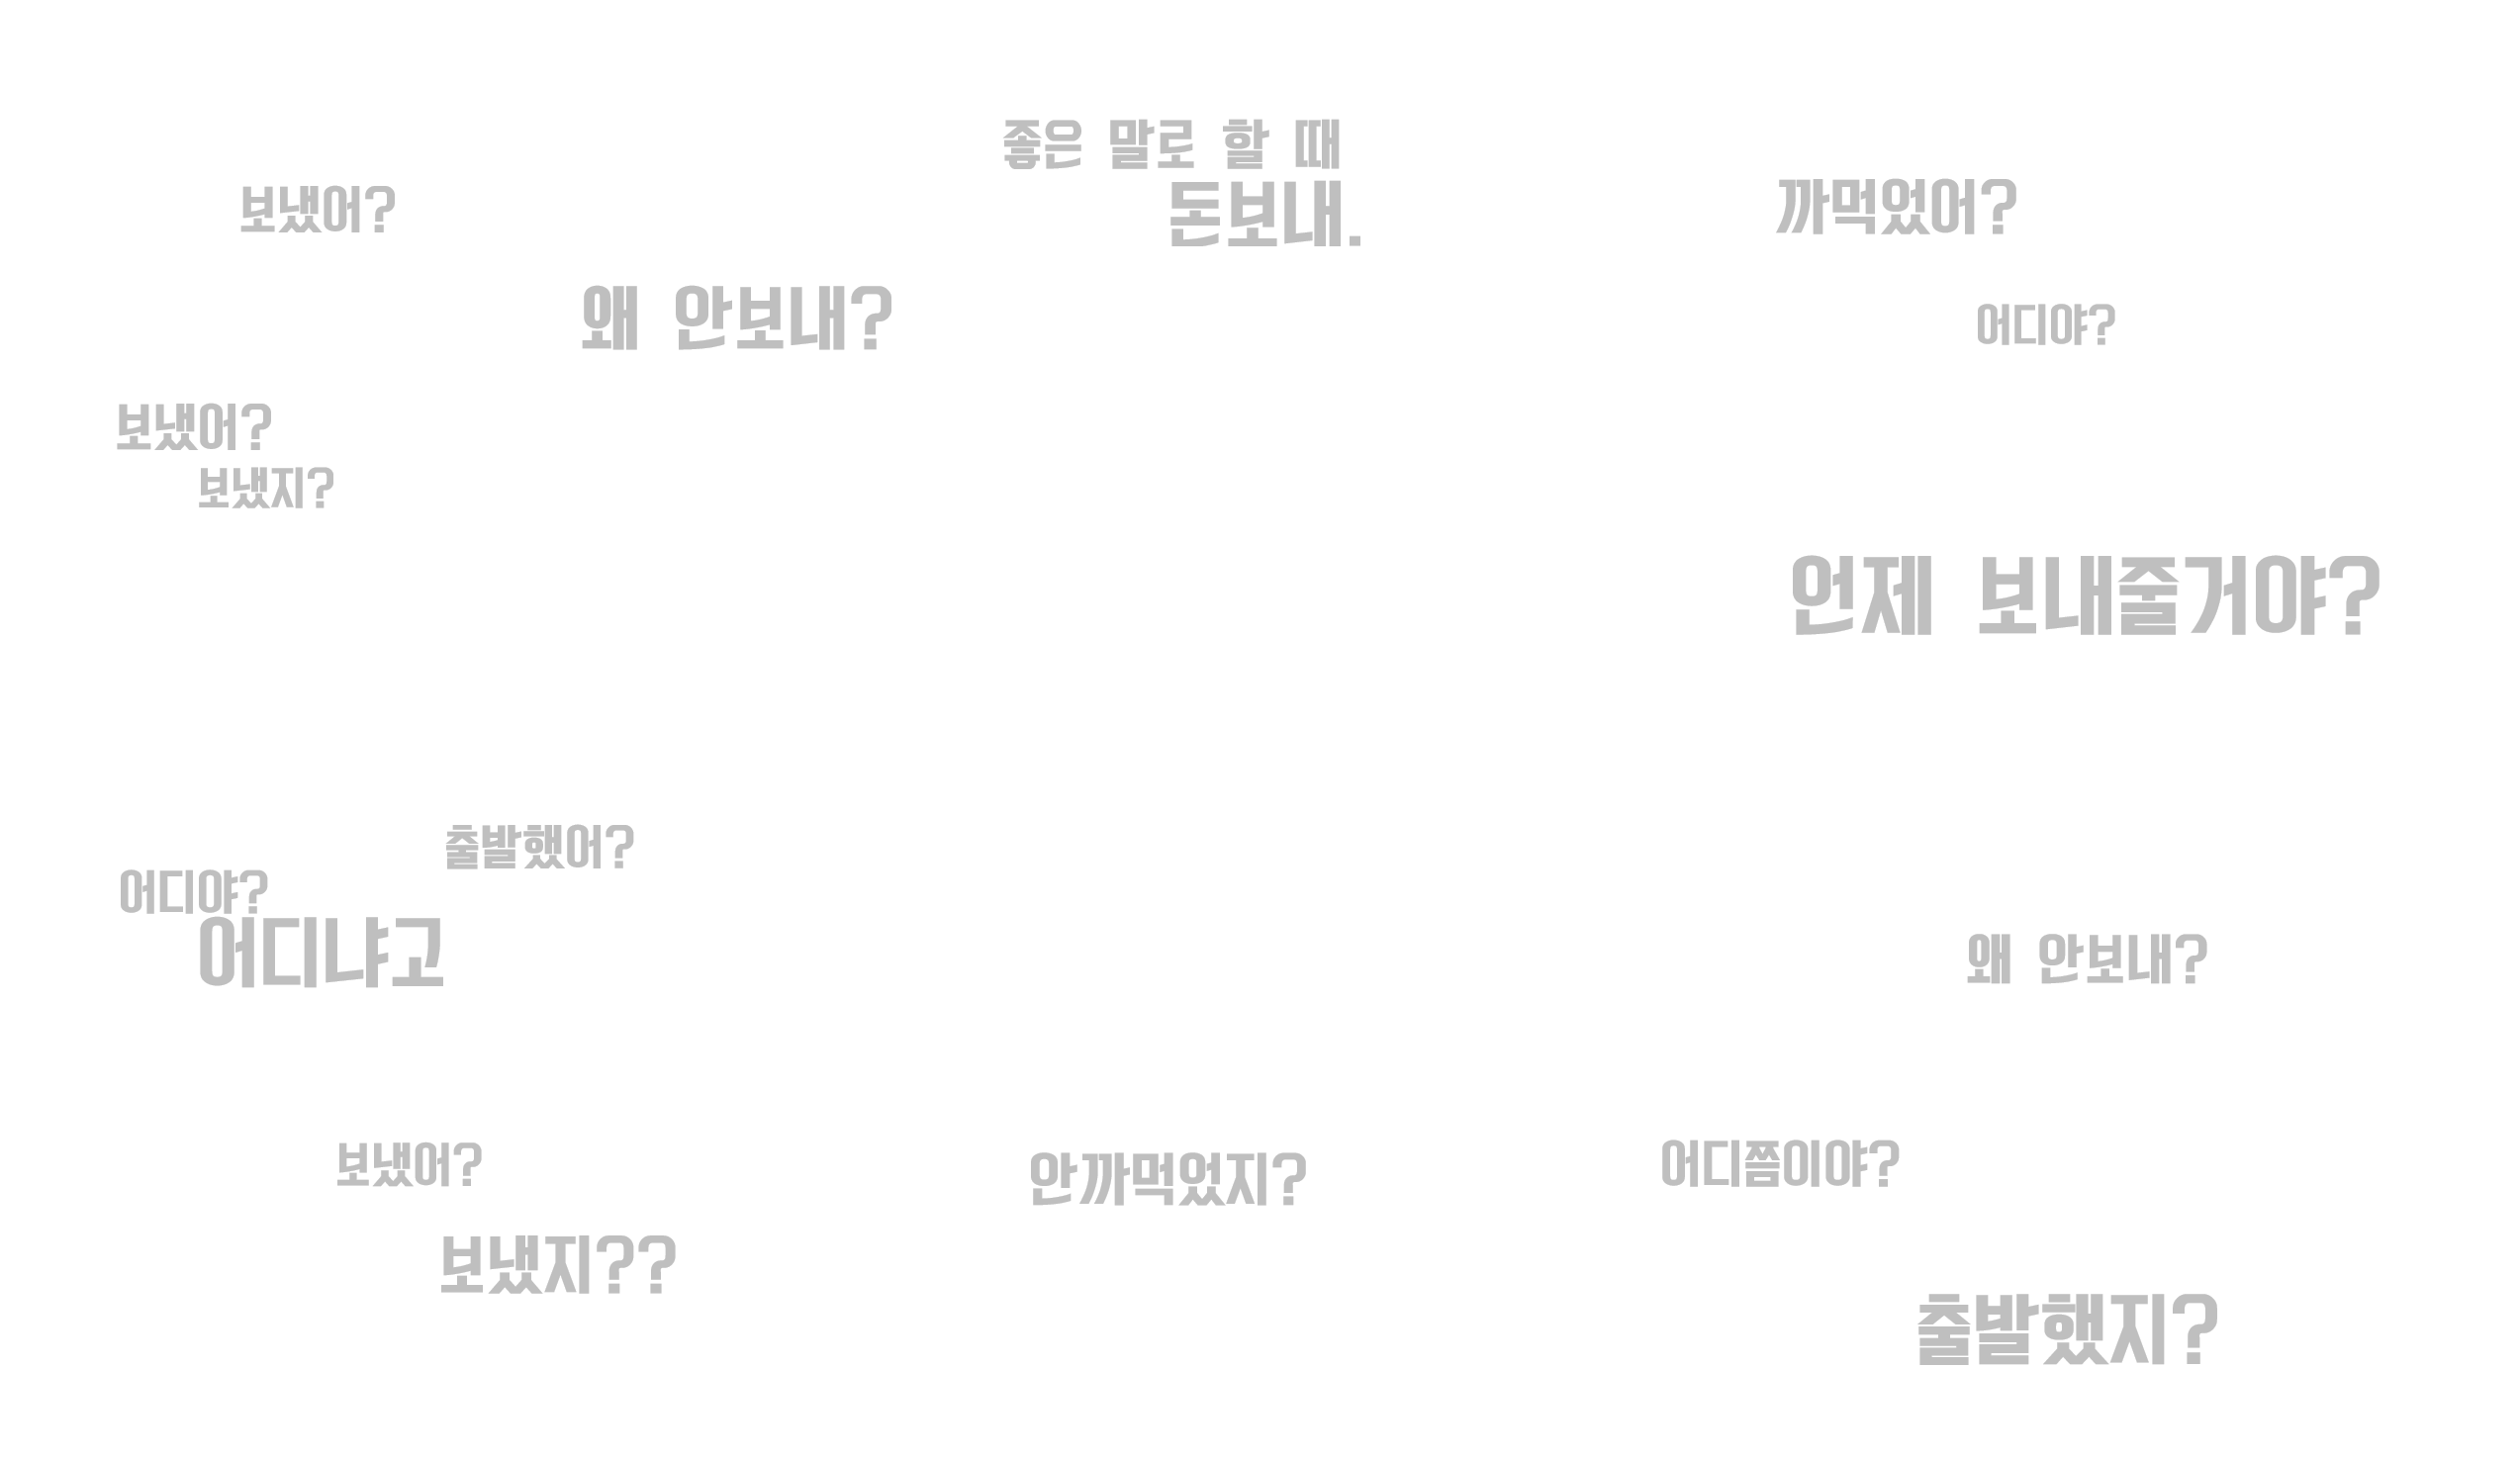 좋은 말로 할 때
돈보내.
보냈어?
까먹었어?
왜 안보내?
어디야?
보냈어?
보냈지?
언제 보내줄거야?
출발했어?
어디야?
어디냐고
왜 안보내?
보냈어?
보냈지??
안까먹었지?
어디쯤이야?
출발했지?